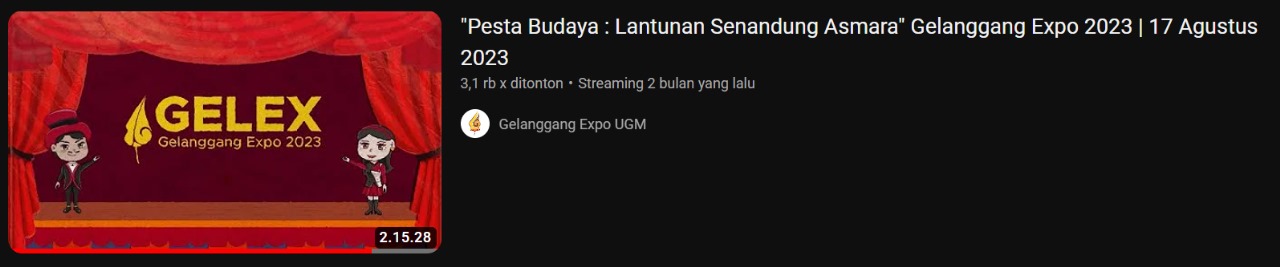 GELEX
Gelanggang Expo 2023
2.15.28
"Pesta Budaya : Lantunan Senandung Asmara" Gelanggang Expo 2023 | 17 Agustus
2023
3,1 rb x ditonton • Streaming 2 bulan yang lalu
Gelanggang Expo UGM